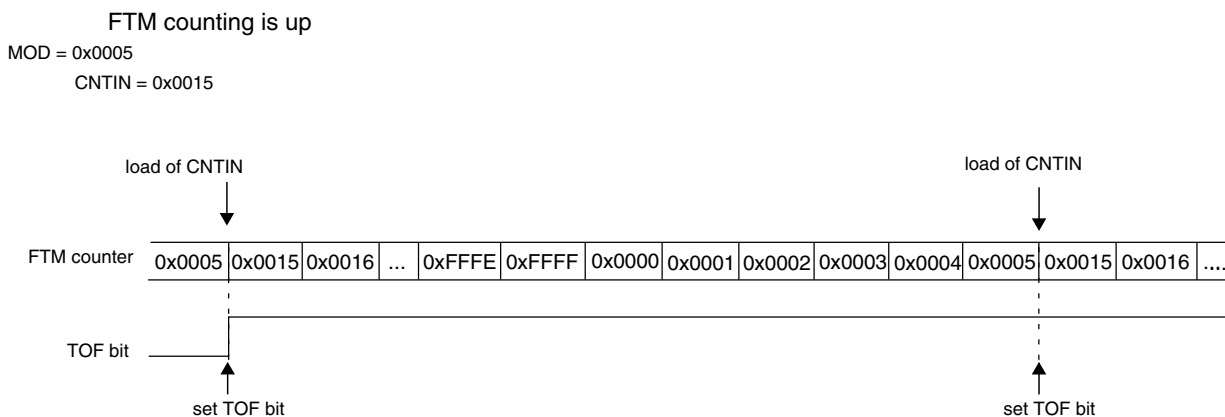 FTM counting is up
MOD = 0x0005
CNTIN = 0x0015
load of CNTIN load of CNTIN
FTM counter 0x0005 0x0015 0x0016 ... 0xFFFE 0xFFFF 0x0000 0x0001 0x0002 0x0003 0x0004 0x0005 0x0015 0x0016 ....
TOF bit
set TOF bit set TOF bit